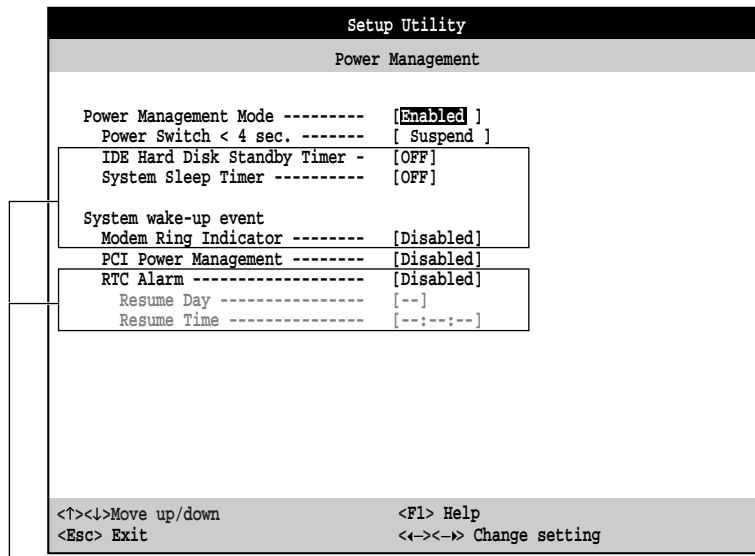 Setup Utility
Power Management
Power Management Mode --------- [Enabled ]
Power Switch < 4 sec. ------- [ Suspend ]
IDE Hard Disk Standby Timer - [OFF]
System Sleep Timer ---------- [OFF]
System wake-up event
Modem Ring Indicator -------- [Disabled]
PCI Power Management -------- [Disabled]
RTC Alarm ------------------- [Disabled]
Resume Day ---------------- [--]
Resume Time --------------- [--:--:--]
<↑><↓>Move up/down <F1> Help
<Esc> Exit <←><→> Change setting